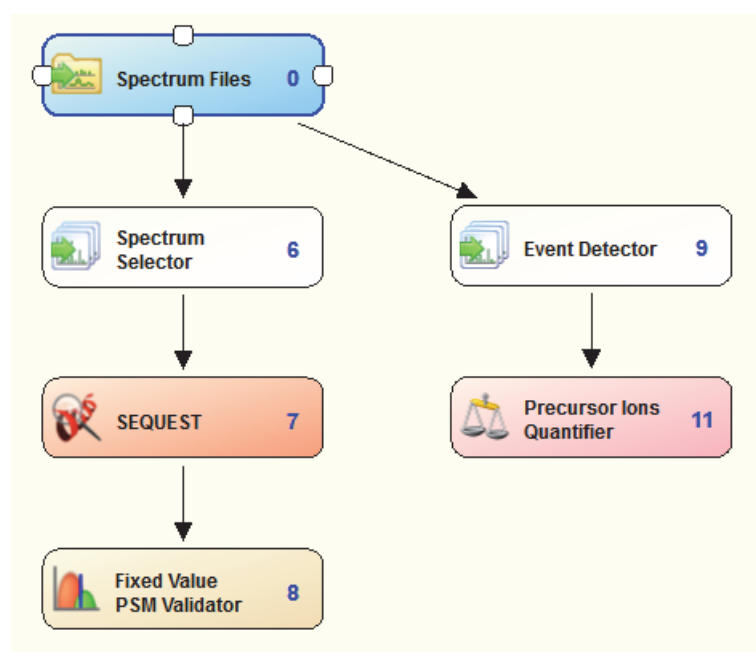 Spectrum Files 0
Spectrum
Selector 6
Event Detector 9
SEQUEST 7
Precursor Ions
Quantifier 11
Fixed Value
PSM Validator 8